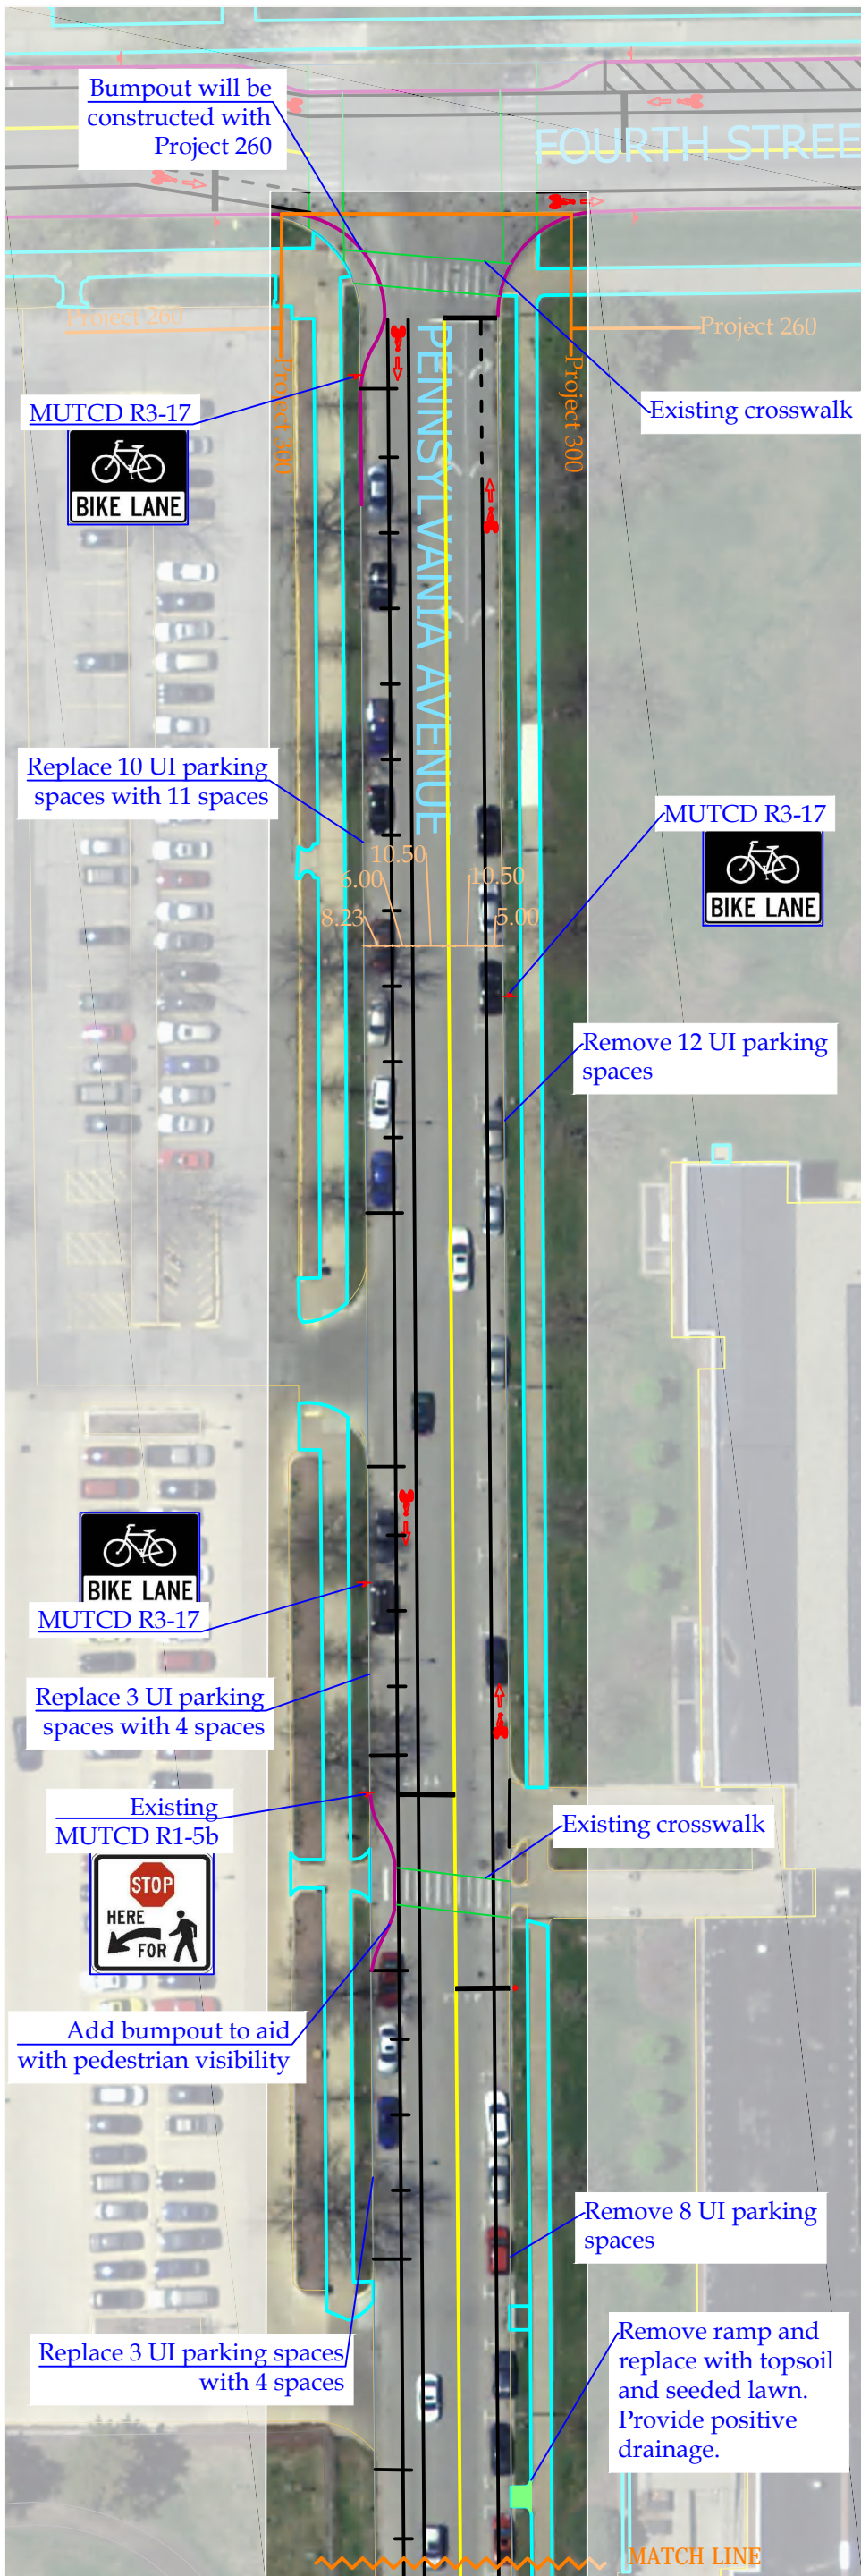 Bumpout will be
constructed with
Project 260
FOURTH STREE
Project 260
Project 260
Project 300
Project 300
PENNSYLVANIA AVENUE
Existing crosswalk
MUTCD R3-17
BIKE LANE
Replace 10 UI parking
spaces with 11 spaces
MUTCD R3-17
BIKE LANE
10.50
6.00
10.50
8.23
5.00
Remove 12 UI parking
spaces
BIKE LANE
MUTCD R3-17
Replace 3 UI parking
spaces with 4 spaces
Existing
MUTCD R1-5b
STOP
HERE
FOR
Existing crosswalk
Add bumpout to aid
with pedestrian visibility
Remove 8 UI parking
spaces
Replace 3 UI parking spaces
with 4 spaces
Remove ramp and
replace with topsoil
and seeded lawn.
Provide positive
drainage.
MATCH LINE